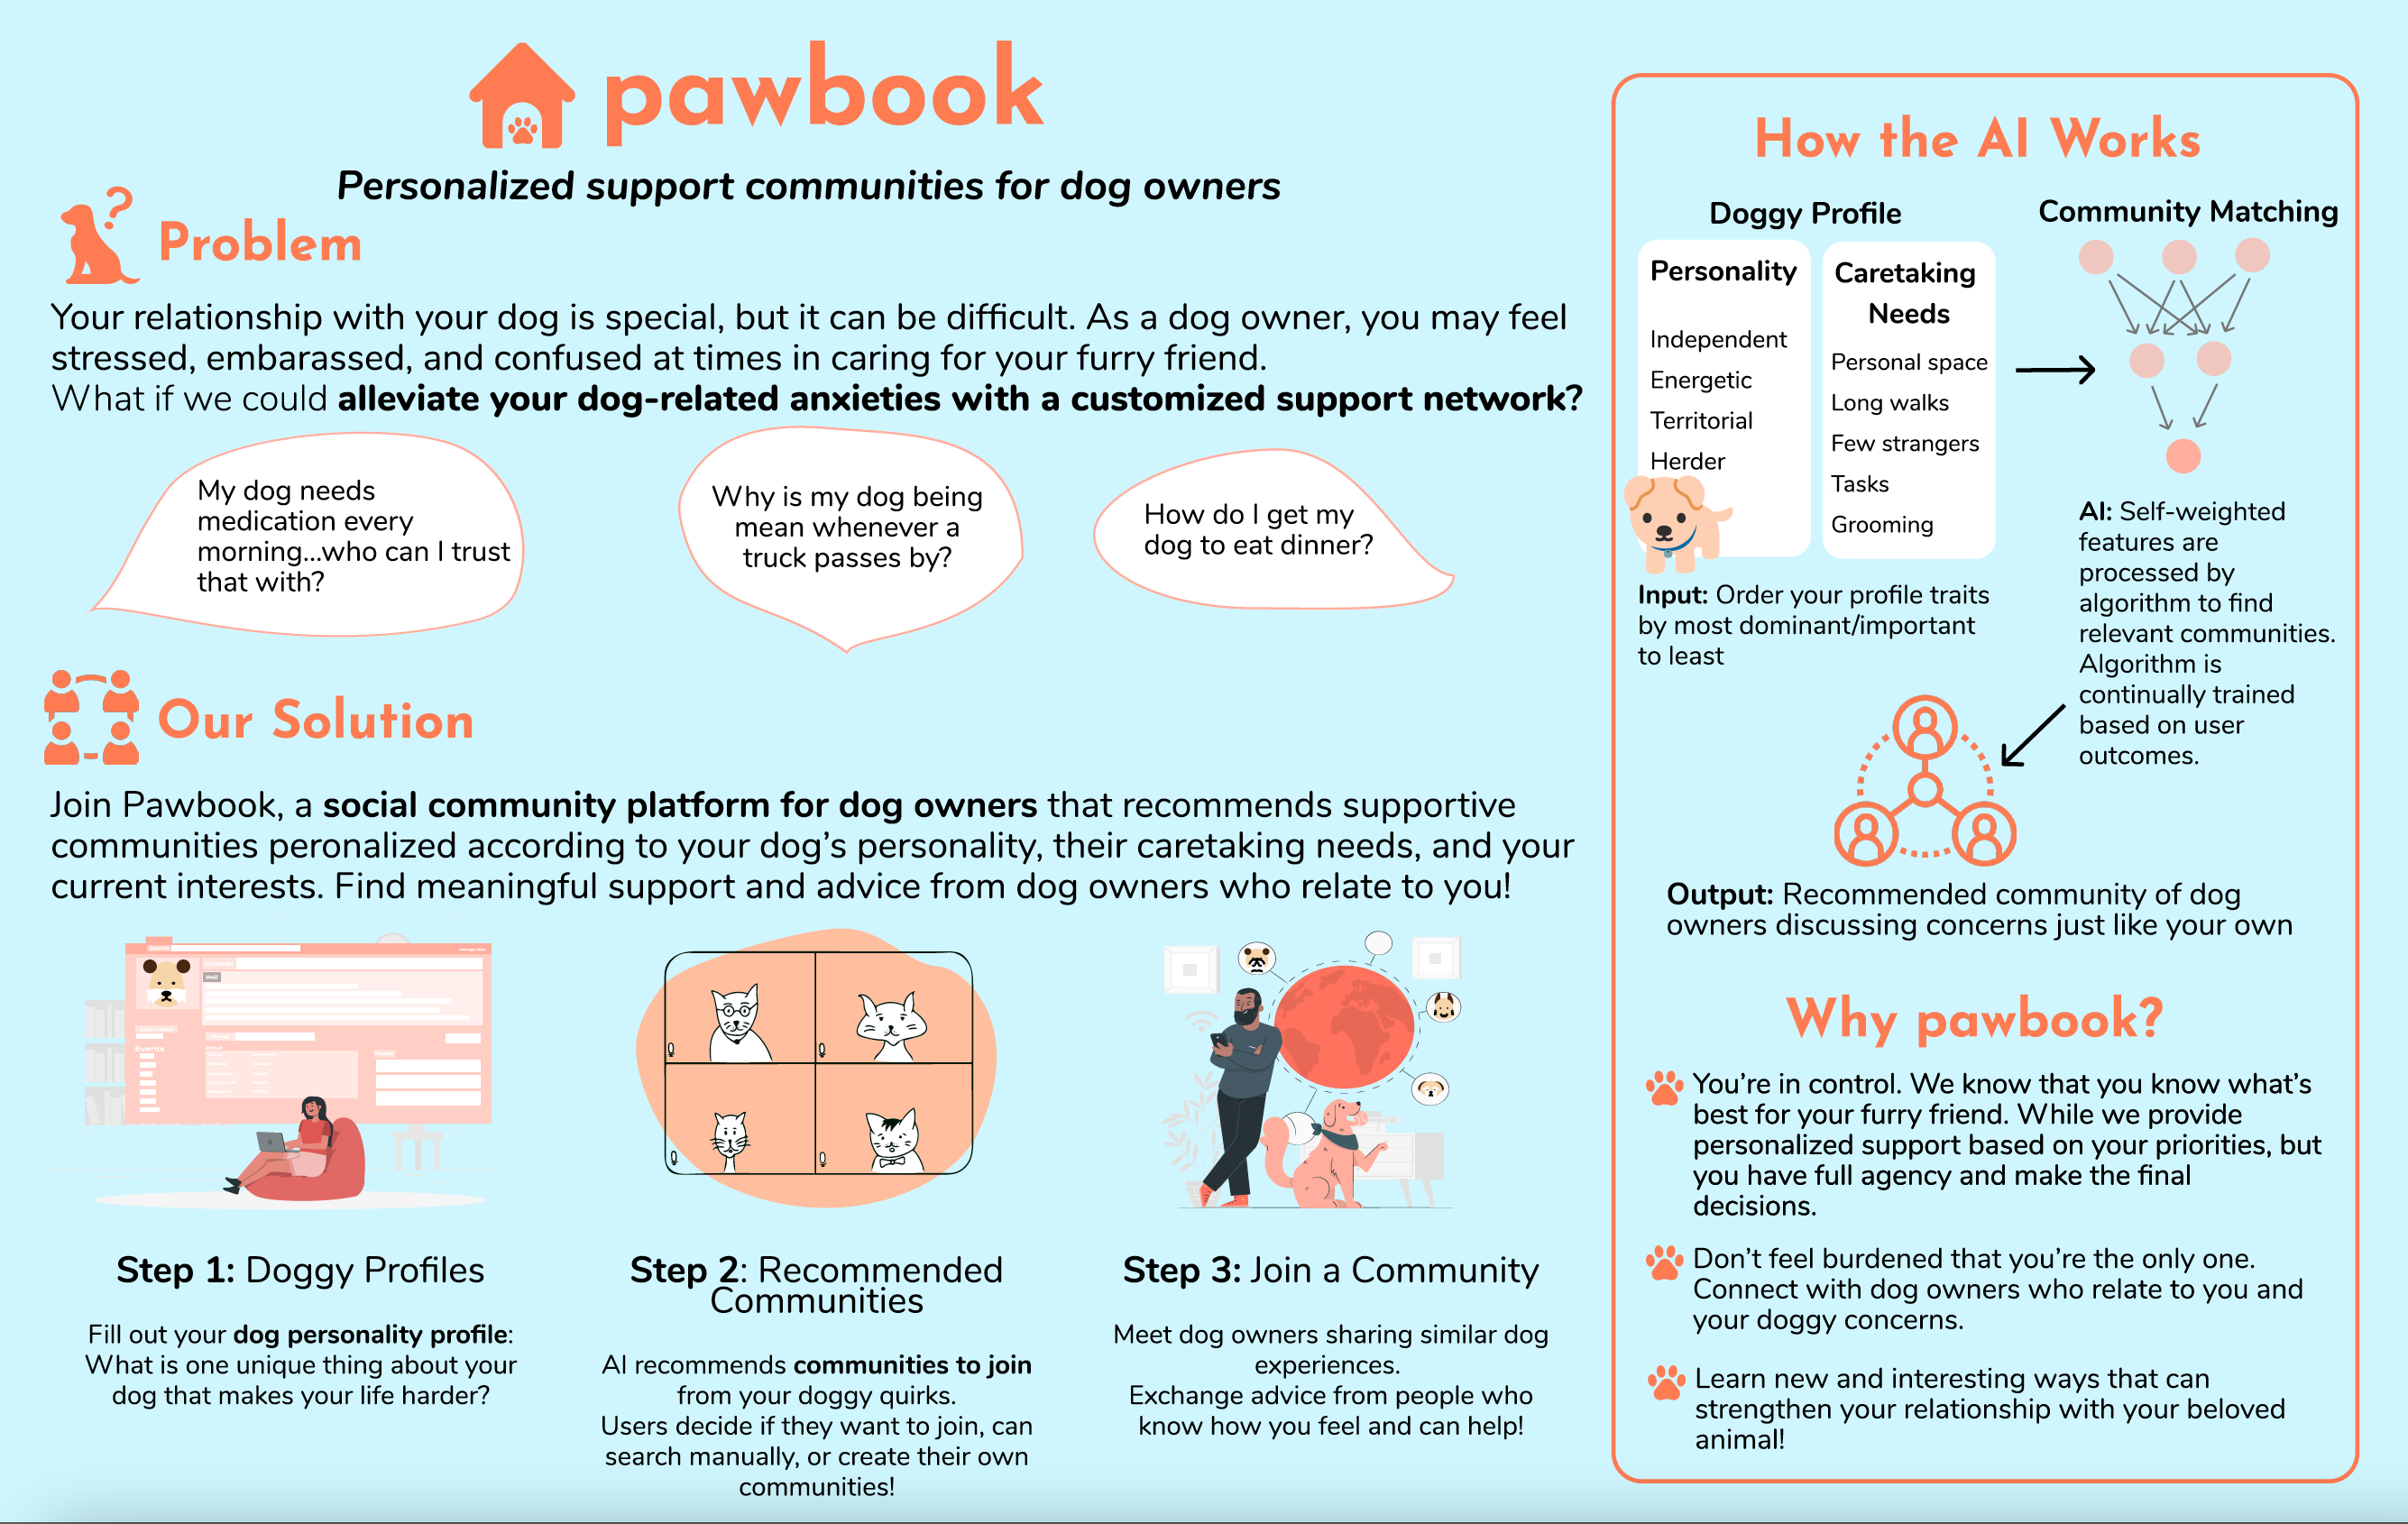 pawbook
Personalized support communities for dog owners
Problem
Your relationship with your dog is special, but it can be difficult. As a dog owner, you may feel
stressed, embarassed, and confused at times in caring for your furry friend.
What if we could alleviate your dog-related anxieties with a customized support network?
My dog needs
medication every
morning...who can I trust
that with?
Why is my dog being
mean whenever a
truck passes by?
How do I get my
dog to eat dinner?
Our Solution
Join Pawbook, a social community platform for dog owners that recommends supportive
communities peronalized according to your dog's personality, their caretaking needs, and your
current interests. Find meaningful support and advice from dog owners who relate to you!
Search
Friends
Wall
Events
Posts
Step 1: Doggy Profiles
Fill out your dog personality profile:
What is one unique thing about your
dog that makes your life harder?
Step 2: Recommended
Communities
AI recommends communities to join
from your doggy quirks.
Users decide if they want to join, can
search manually, or create their own
communities!
Step 3: Join a Community
Meet dog owners sharing similar dog
experiences.
Exchange advice from people who
know how you feel and can help!
How the AI Works
Doggy Profile
Personality
Independent
Energetic
Territorial
Herder
Caretaking
Needs
Personal space
Long walks
Few strangers
Tasks
Grooming
Input: Order your profile traits
by most dominant/important
to least
Community Matching
AI: Self-weighted
features are
processed by
algorithm to find
relevant communities.
Algorithm is
continually trained
based on user
outcomes.
Output: Recommended community of dog
owners discussing concerns just like your own
Why pawbook?
You're in control. We know that you know what's
best for your furry friend. While we provide
personalized support based on your priorities, but
you have full agency and make the final
decisions.
Don't feel burdened that you're the only one.
Connect with dog owners who relate to you and
your doggy concerns.
Learn new and interesting ways that can
strengthen your relationship with your beloved
animal!